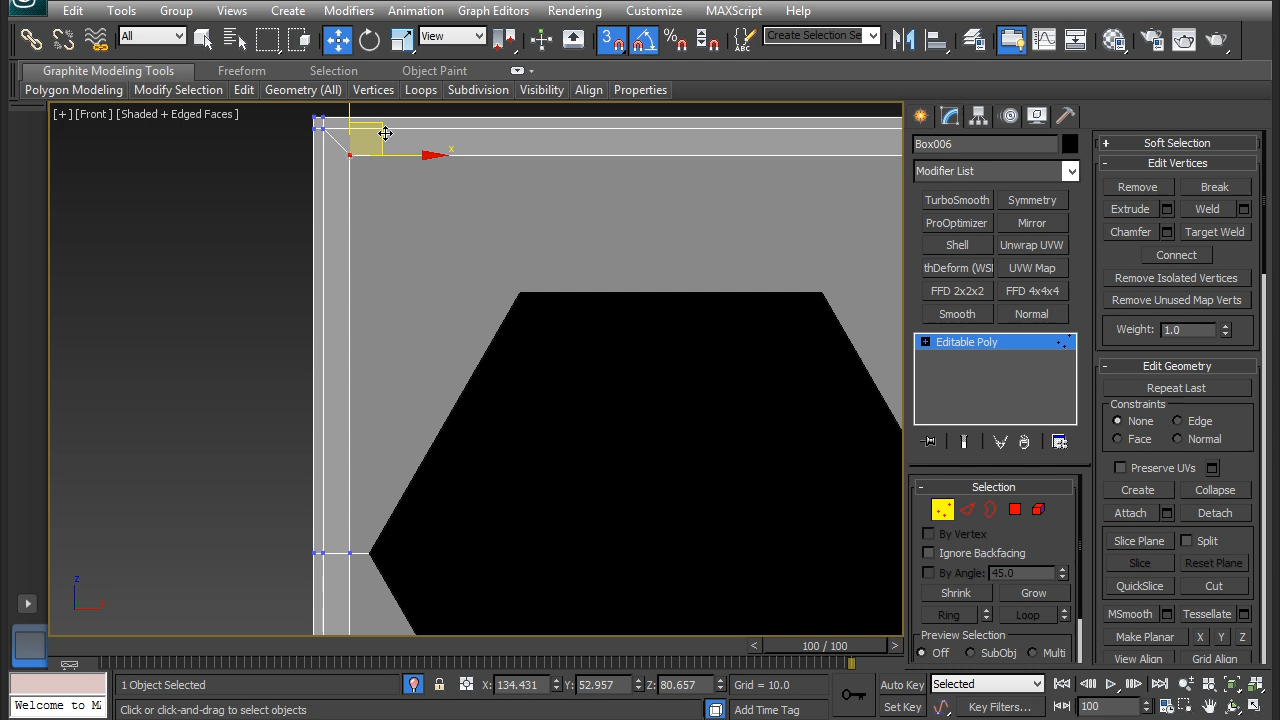 Edit Tools Group Views Create Modifiers Animation Graph Editors Rendering Customize MAXScript Help
All View 3 ABC Create Selection Se
Graphite Modeling Tools Freeform Selection Object Paint
Polygon Modeling Modify Selection Edit Geometry (All) Vertices Loops Subdivision Visibility Align Properties
[+] [Front] [Shaded + Edged Faces]
x
z
Box006
Modifier List
TurboSmooth Symmetry
ProOptimizer Mirror
Shell Unwrap UVW
thDeform (WSI UVW Map
FFD 2x2x2 FFD 4x4x4
Smooth Normal
Editable Poly
- Selection
By Vertex
Ignore Backfacing
By Angle: 45.0
Shrink Grow
Ring Loop
Preview Selection
Off SubObj Multi
+ Soft Selection
- Edit Vertices
Remove Break
Extrude Weld
Chamfer Target Weld
Connect
Remove Isolated Vertices
Remove Unused Map Verts
Weight: 1.0
- Edit Geometry
Repeat Last
Constraints
None Edge
Face Normal
Preserve UVs
Create Collapse
Attach Detach
Slice Plane Split
Slice Reset Plane
QuickSlice Cut
MSmooth Tessellate
Make Planar X Y Z
View Align Grid Align
< 100 / 100 >
1 Object Selected X: 134.431 Y: 52.957 Z: 80.657 Grid = 10.0 Auto Key Selected
Welcome to M Click or click-and-drag to select objects Add Time Tag Set Key Key Filters... 100